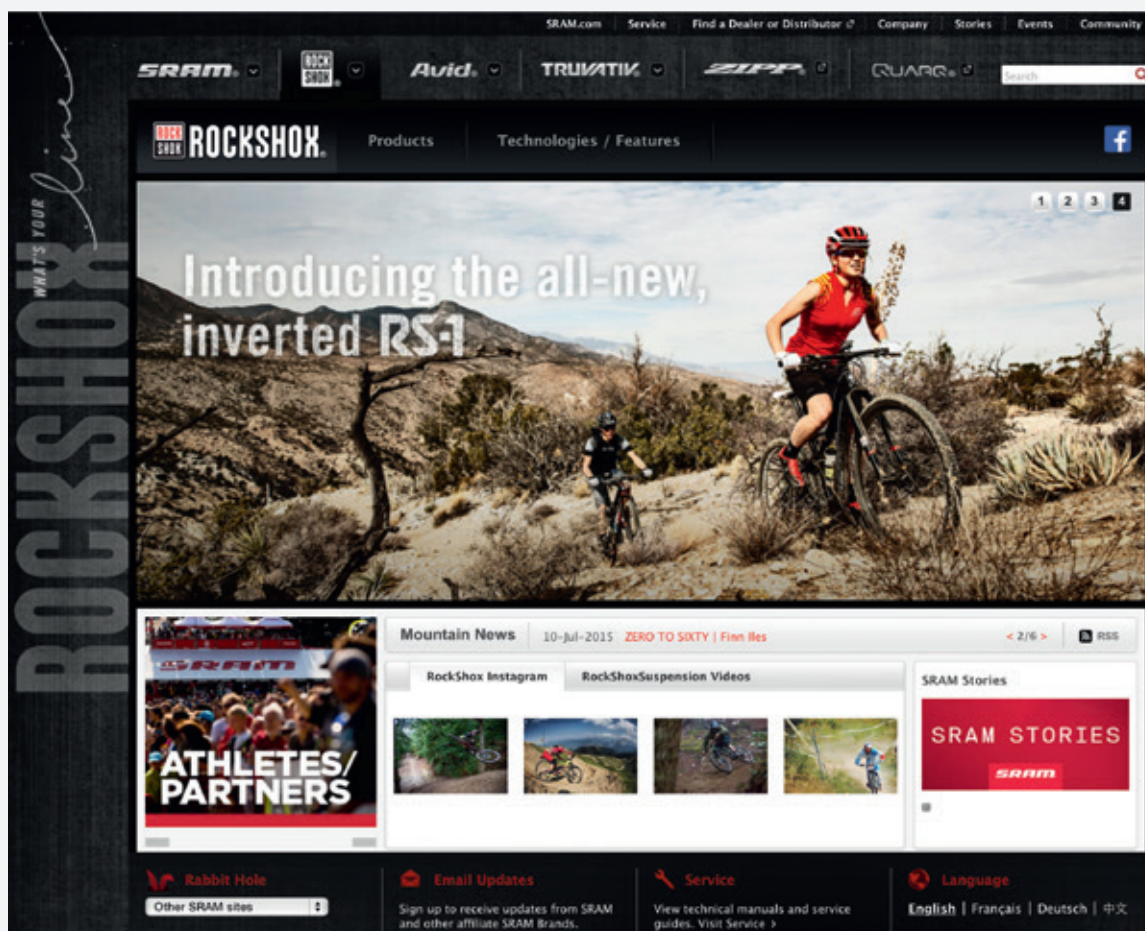 SRAM.com Service Find a Dealer or Distributor Company Stories Events Community
SRAM. ROCK SHOX. Avid. TRUVATIV. ZIPP. QUARQ. Search
WHAT'S YOUR line
ROCKSHOX
ROCK SHOX ROCKSHOX. Products Technologies / Features f
1 2 3 4
Introducing the all-new,
inverted RS-1
Mountain News 10-Jul-2015 ZERO TO SIXTY | Finn Iles < 2/6 > RSS
SRAM
ATHLETES/
PARTNERS
RockShox Instagram RockShoxSuspension Videos
SRAM Stories
SRAM STORIES
SRAM
Rabbit Hole Email Updates Service Language
Other SRAM sites
Sign up to receive updates from SRAM
and other affiliate SRAM Brands.
View technical manuals and service
guides. Visit Service >
English | Français | Deutsch | 中文